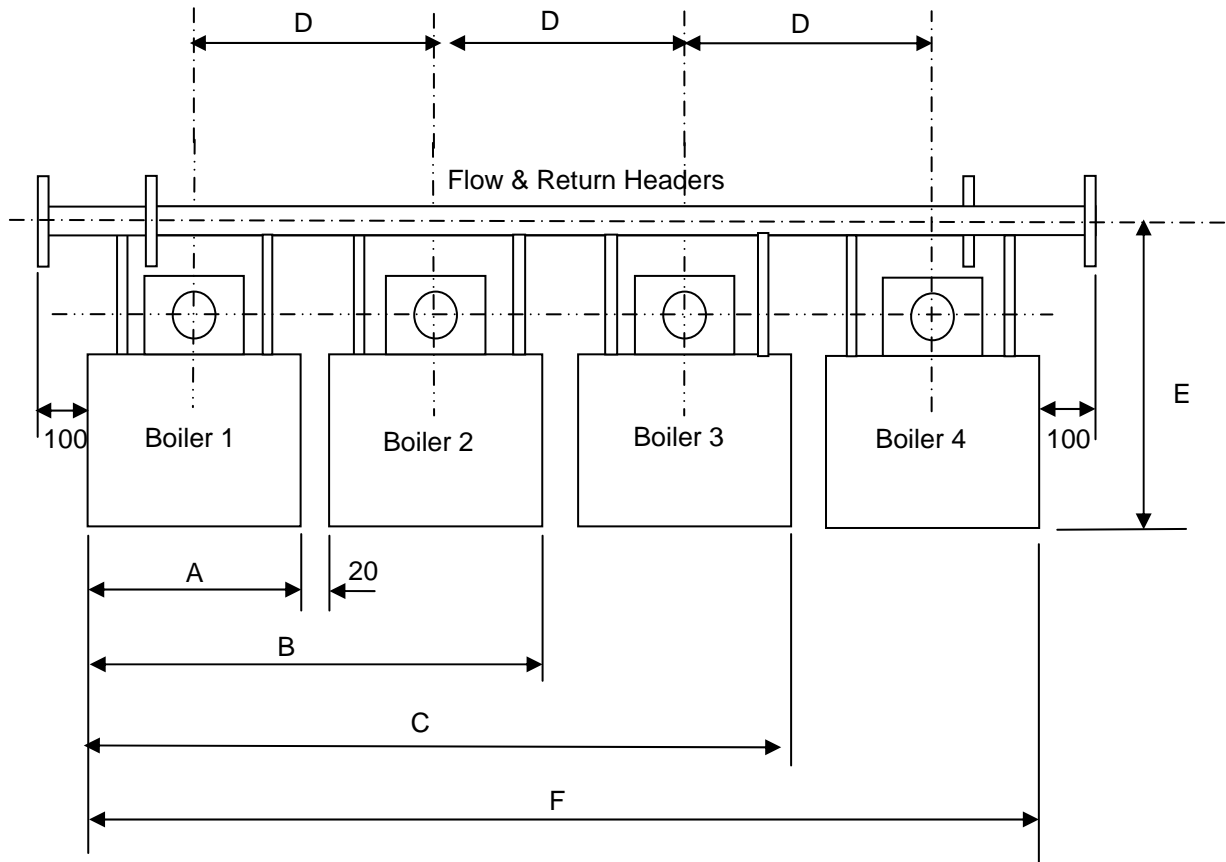 D
D
D
Flow & Return Headers
E
100
Boiler 1
Boiler 2
Boiler 3
Boiler 4
100
A
20
B
C
F